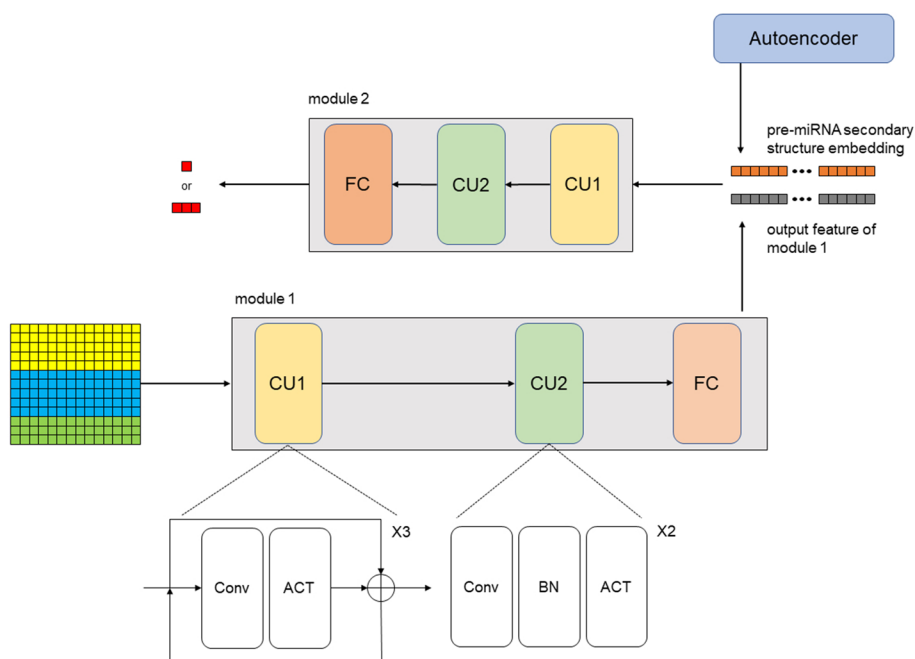 Autoencoder
module 2
pre-miRNA secondary
structure embedding
FC
CU2
CU1
or
output feature of
module 1
module 1
CU1
CU2
FC
X3
X2
Conv
ACT
Conv
BN
ACT